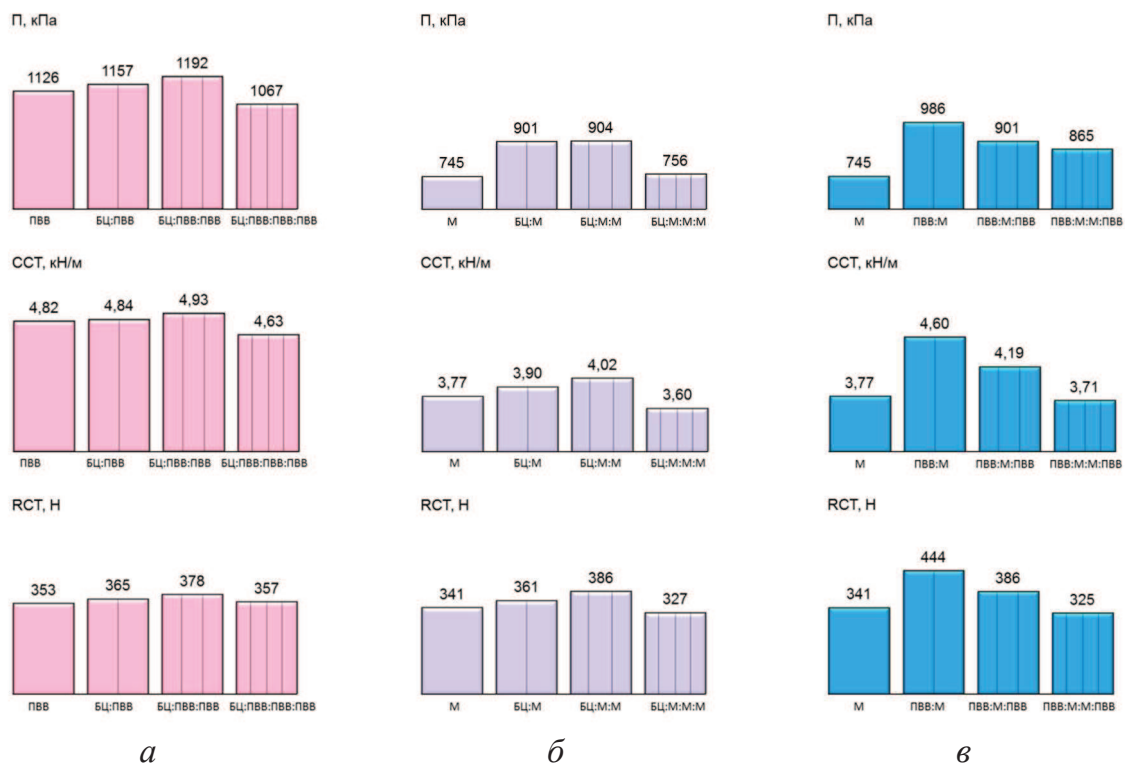 П, кПа
1126 1157 1192 1067
ПВВ БЦ:ПВВ БЦ:ПВВ:ПВВ БЦ:ПВВ:ПВВ:ПВВ
П, кПа
745 901 904 756
М БЦ:М БЦ:М:М БЦ:М:М:М
П, кПа
745 986 901 865
М ПВВ:М ПВВ:М:ПВВ ПВВ:М:М:ПВВ
ССТ, кН/м
4,82 4,84 4,93 4,63
ПВВ БЦ:ПВВ БЦ:ПВВ:ПВВ БЦ:ПВВ:ПВВ:ПВВ
ССТ, кН/м
3,77 3,90 4,02 3,60
М БЦ:М БЦ:М:М БЦ:М:М:М
ССТ, кН/м
3,77 4,60 4,19 3,71
М ПВВ:М ПВВ:М:ПВВ ПВВ:М:М:ПВВ
RCT, Н
353 365 378 357
ПВВ БЦ:ПВВ БЦ:ПВВ:ПВВ БЦ:ПВВ:ПВВ:ПВВ
RCT, Н
341 361 386 327
М БЦ:М БЦ:М:М БЦ:М:М:М
RCT, Н
341 444 386 325
М ПВВ:М ПВВ:М:ПВВ ПВВ:М:М:ПВВ
а б в